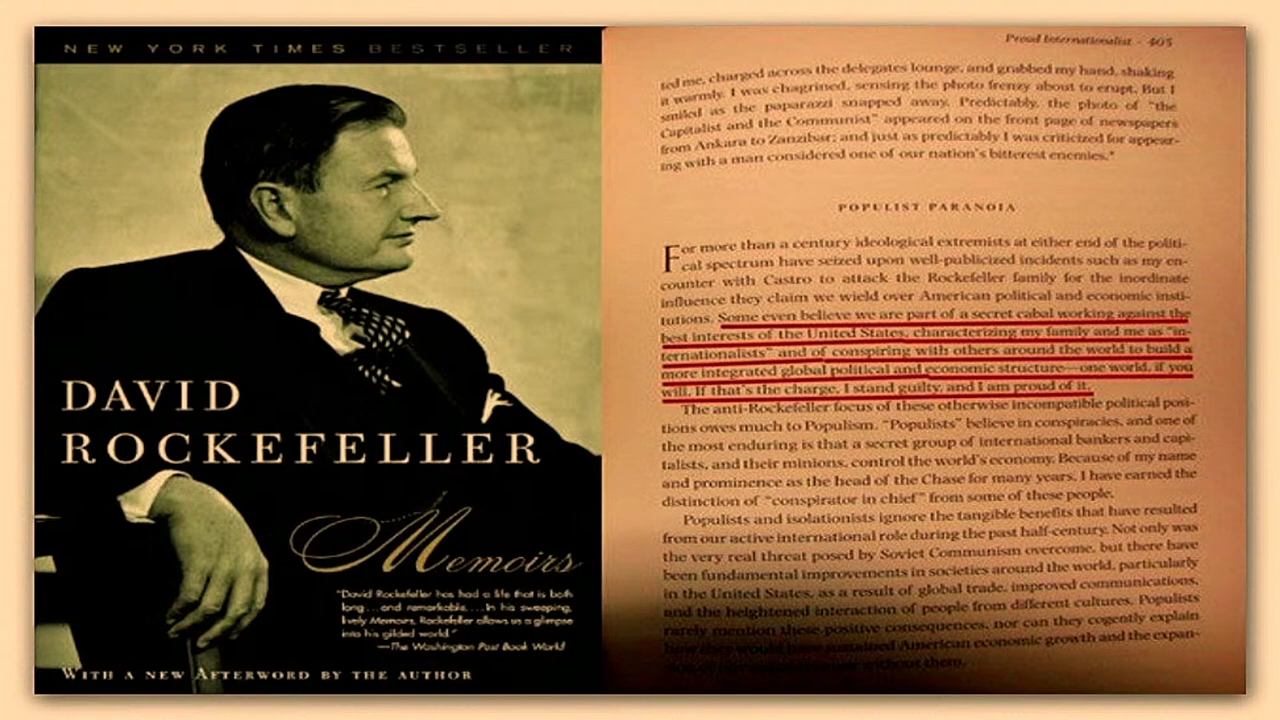 NEW YORK TIMES BESTSELLER
DAVID
ROCKEFELLER
Memoirs
"David Rockefeller has had a life that is both
long...and remarkable....In his sweeping,
lively Memoirs, Rockefeller allows us a glimpse
into his gilded world."
—The Washington Post Book World
WITH A NEW AFTERWORD BY THE AUTHOR
Proud Internationalist · 405
ted me, charged across the delegates lounge, and grabbed my hand, shaking
it warmly. I was chagrined, sensing the photo frenzy about to erupt. But I
smiled as the paparazzi snapped away. Predictably, the photo of "the
Capitalist and the Communist" appeared on the front page of newspapers
from Ankara to Zanzibar; and just as predictably I was criticized for appear-
ing with a man considered one of our nation's bitterest enemies.*
POPULIST PARANOIA
For more than a century ideological extremists at either end of the politi-
cal spectrum have seized upon well-publicized incidents such as my en-
counter with Castro to attack the Rockefeller family for the inordinate
influence they claim we wield over American political and economic insti-
tutions. Some even believe we are part of a secret cabal working against the
best interests of the United States, characterizing my family and me as "in-
ternationalists" and of conspiring with others around the world to build a
more integrated global political and economic structure—one world, if you
will. If that's the charge, I stand guilty, and I am proud of it.
The anti-Rockefeller focus of these otherwise incompatible political posi-
tions owes much to Populism. "Populists" believe in conspiracies, and one of
the most enduring is that a secret group of international bankers and capi-
talists, and their minions, control the world's economy. Because of my name
and prominence as the head of the Chase for many years, I have earned the
distinction of "conspirator in chief" from some of these people.
Populists and isolationists ignore the tangible benefits that have resulted
from our active international role during the past half-century. Not only was
the very real threat posed by Soviet Communism overcome, but there have
been fundamental improvements in societies around the world, particularly
in the United States, as a result of global trade, improved communications,
and the heightened interaction of people from different cultures. Populists
rarely mention these positive consequences, nor can they cogently explain
how they would have sustained American economic growth and the expan-
without them.